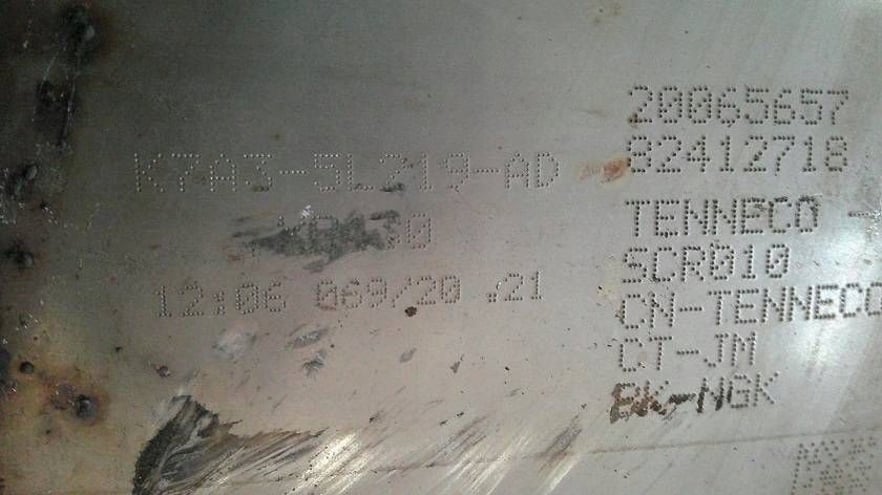 K7A3-5L219-AD
12:06 069/20 .21
20065657
82412718
TENNECO -
SCR010
CN-TENNECO
CT-JM
BK-NGK